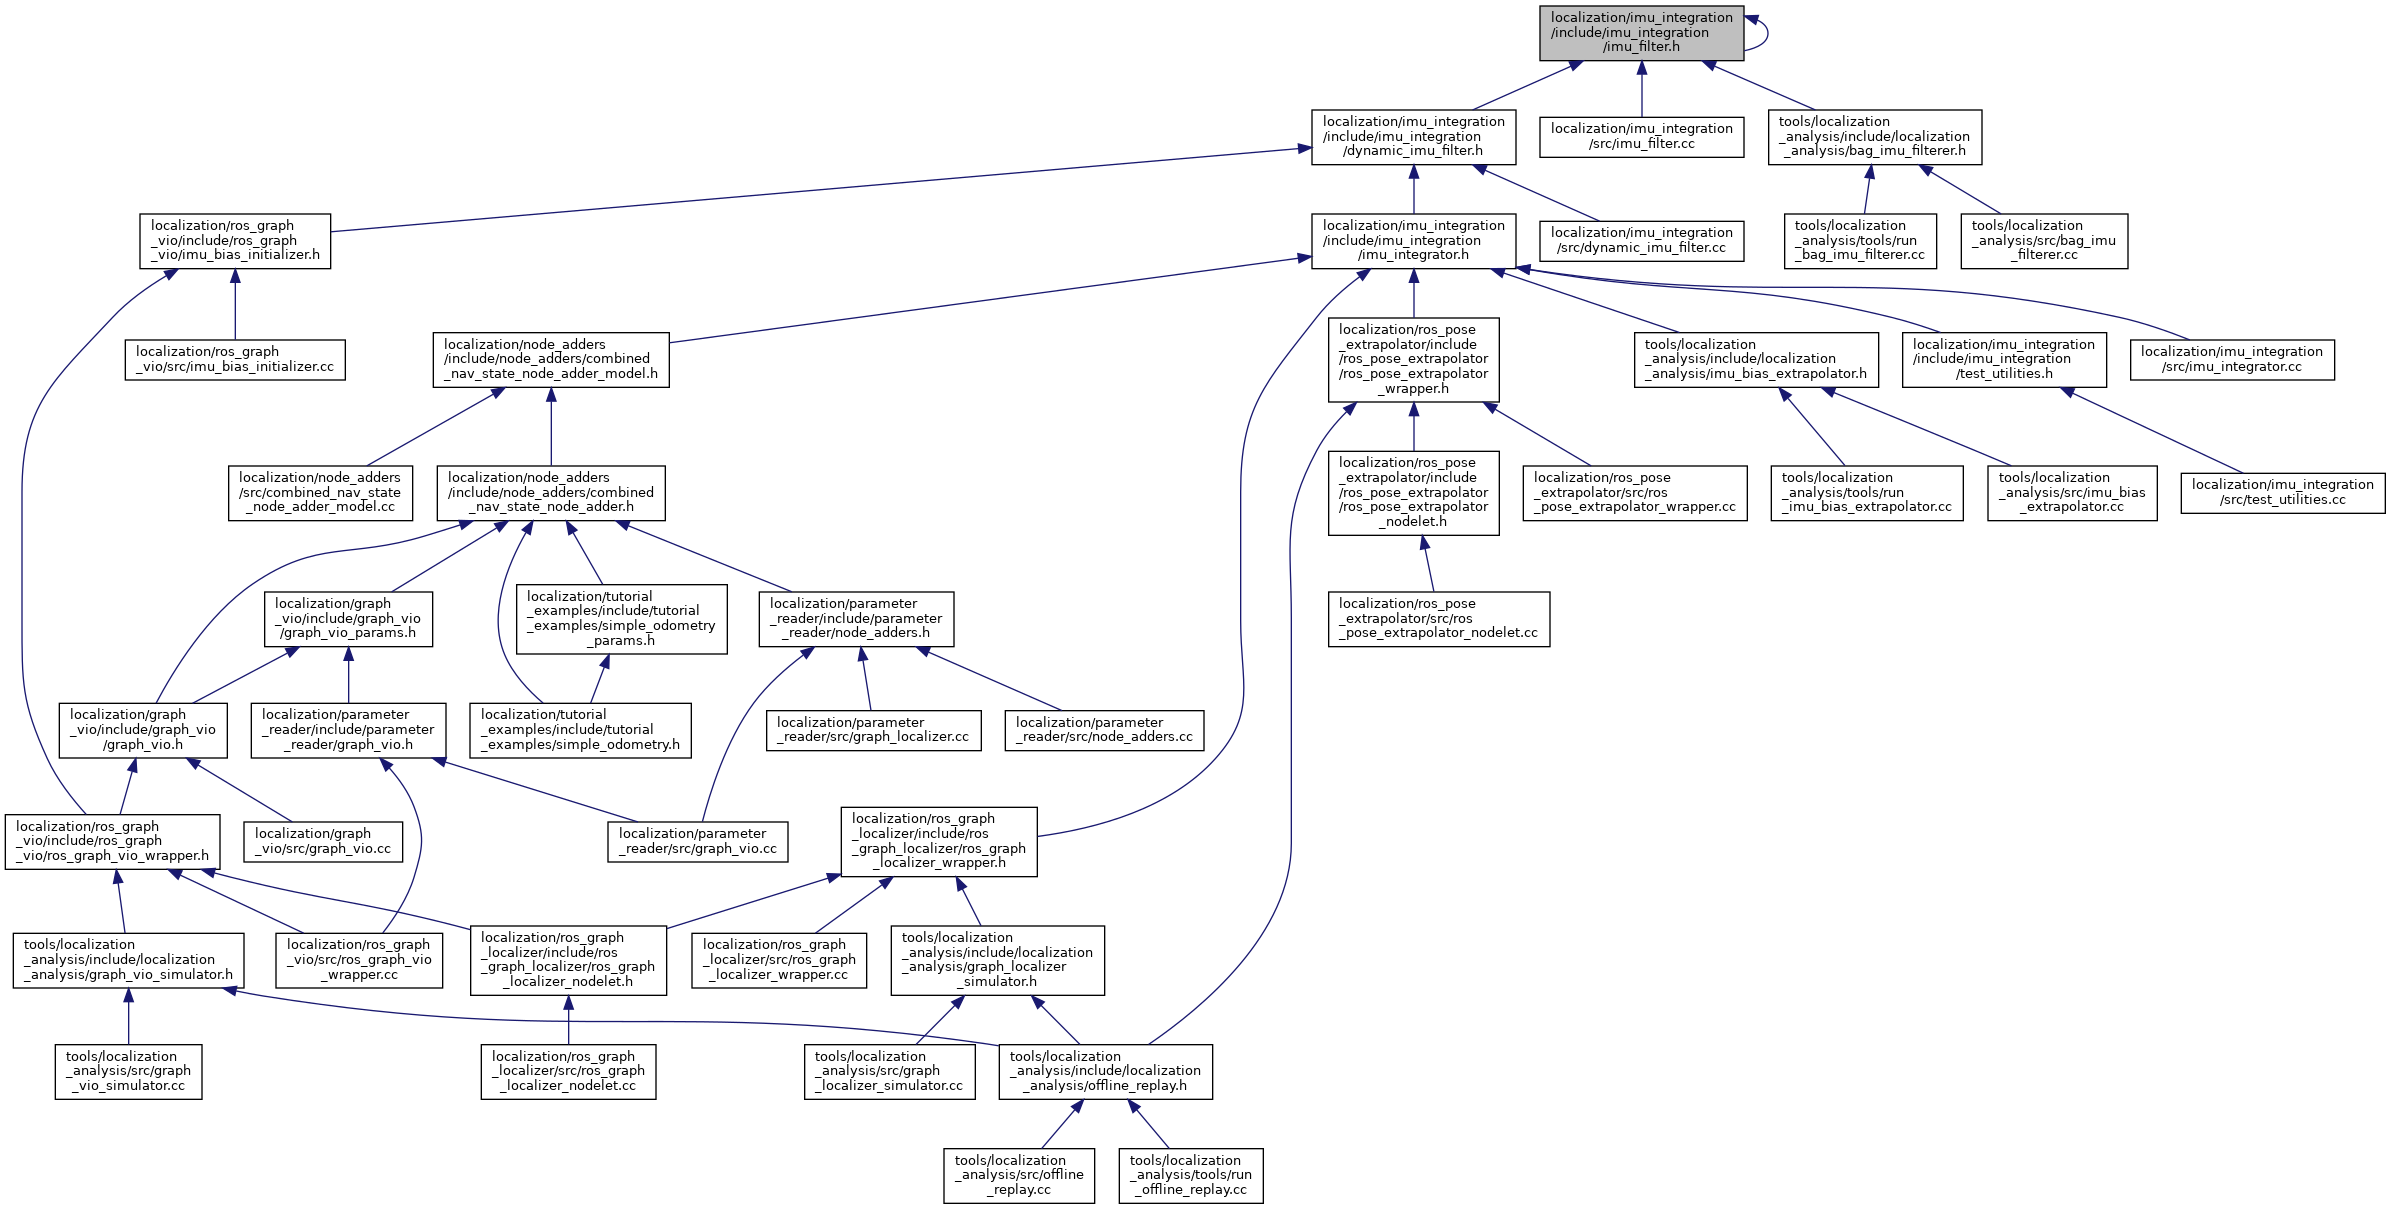 localization/imu_integration
/include/imu_integration
/imu_filter.h
localization/imu_integration
/include/imu_integration
/dynamic_imu_filter.h
localization/imu_integration
/src/imu_filter.cc
tools/localization
_analysis/include/localization
_analysis/bag_imu_filterer.h
localization/ros_graph
_vio/include/ros_graph
_vio/imu_bias_initializer.h
localization/imu_integration
/include/imu_integration
/imu_integrator.h
localization/imu_integration
/src/dynamic_imu_filter.cc
tools/localization
_analysis/tools/run
_bag_imu_filterer.cc
tools/localization
_analysis/src/bag_imu
_filterer.cc
localization/ros_graph
_vio/src/imu_bias_initializer.cc
localization/node_adders
/include/node_adders/combined
_nav_state_node_adder_model.h
localization/ros_pose
_extrapolator/include
/ros_pose_extrapolator
/ros_pose_extrapolator
_wrapper.h
tools/localization
_analysis/include/localization
_analysis/imu_bias_extrapolator.h
localization/imu_integration
/include/imu_integration
/test_utilities.h
localization/imu_integration
/src/imu_integrator.cc
localization/node_adders
/src/combined_nav_state
_node_adder_model.cc
localization/node_adders
/include/node_adders/combined
_nav_state_node_adder.h
localization/ros_pose
_extrapolator/include
/ros_pose_extrapolator
/ros_pose_extrapolator
_nodelet.h
localization/ros_pose
_extrapolator/src/ros
_pose_extrapolator_wrapper.cc
tools/localization
_analysis/tools/run
_imu_bias_extrapolator.cc
tools/localization
_analysis/src/imu_bias
_extrapolator.cc
localization/imu_integration
/src/test_utilities.cc
localization/graph
_vio/include/graph_vio
/graph_vio_params.h
localization/tutorial
_examples/include/tutorial
_examples/simple_odometry
_params.h
localization/parameter
_reader/include/parameter
_reader/node_adders.h
localization/ros_pose
_extrapolator/src/ros
_pose_extrapolator_nodelet.cc
localization/graph
_vio/include/graph_vio
/graph_vio.h
localization/parameter
_reader/include/parameter
_reader/graph_vio.h
localization/tutorial
_examples/include/tutorial
_examples/simple_odometry.h
localization/parameter
_reader/src/graph_localizer.cc
localization/parameter
_reader/src/node_adders.cc
localization/ros_graph
_vio/include/ros_graph
_vio/ros_graph_vio_wrapper.h
localization/graph
_vio/src/graph_vio.cc
localization/parameter
_reader/src/graph_vio.cc
localization/ros_graph
_localizer/include/ros
_graph_localizer/ros_graph
_localizer_wrapper.h
tools/localization
_analysis/include/localization
_analysis/graph_vio_simulator.h
localization/ros_graph
_vio/src/ros_graph_vio
_wrapper.cc
localization/ros_graph
_localizer/include/ros
_graph_localizer/ros_graph
_localizer_nodelet.h
localization/ros_graph
_localizer/src/ros_graph
_localizer_wrapper.cc
tools/localization
_analysis/include/localization
_analysis/graph_localizer
_simulator.h
tools/localization
_analysis/src/graph
_vio_simulator.cc
localization/ros_graph
_localizer/src/ros_graph
_localizer_nodelet.cc
tools/localization
_analysis/src/graph
_localizer_simulator.cc
tools/localization
_analysis/include/localization
_analysis/offline_replay.h
tools/localization
_analysis/src/offline
_replay.cc
tools/localization
_analysis/tools/run
_offline_replay.cc